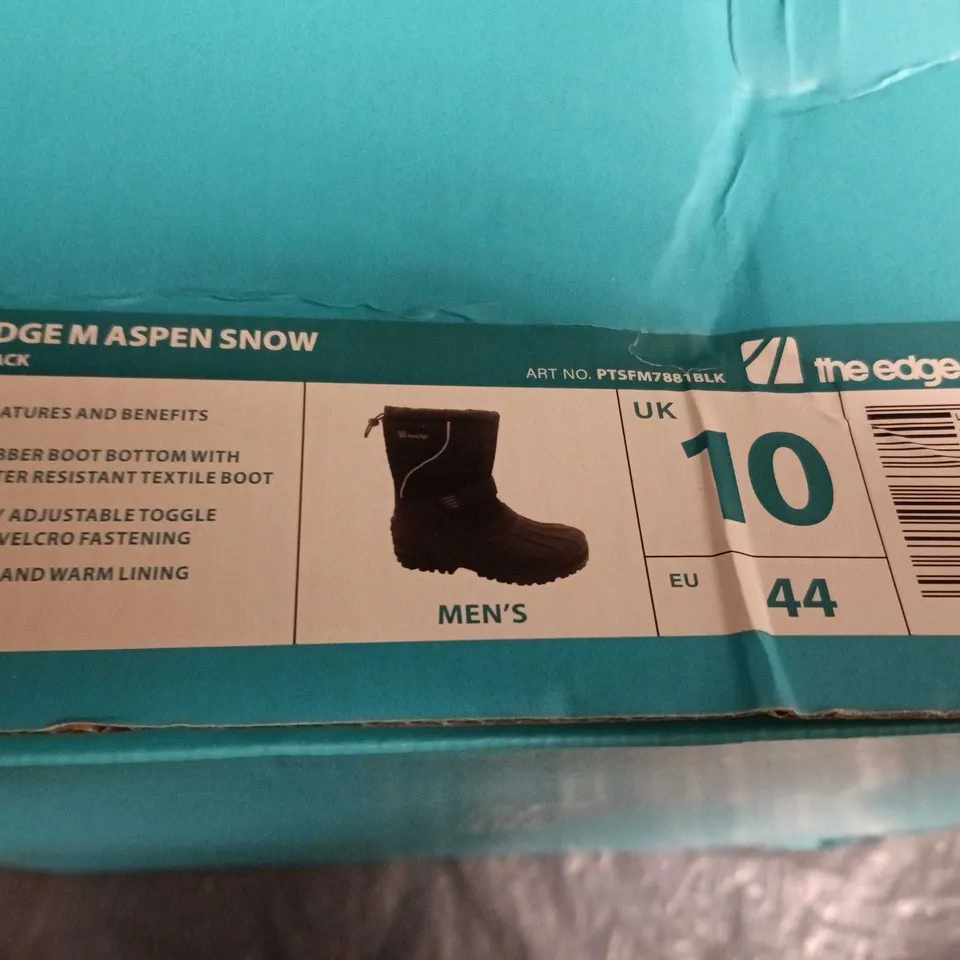 DGE M ASPEN SNOW
ACK
ART NO. PTSFM7881BLK
the edge
ATURES AND BENEFITS
BBER BOOT BOTTOM WITH
TER RESISTANT TEXTILE BOOT
Y ADJUSTABLE TOGGLE
VELCRO FASTENING
AND WARM LINING
MEN'S
UK
10
EU
44